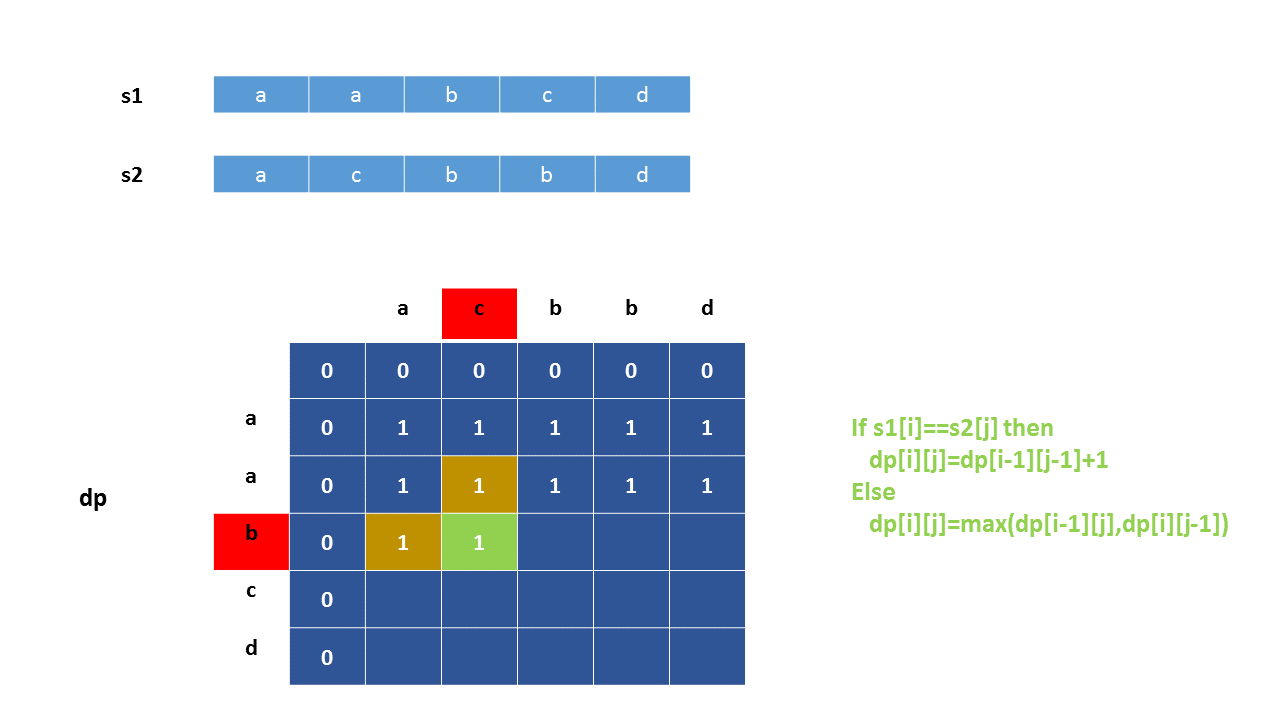 s1 a a b c d
s2 a c b b d
a c b b d
0 0 0 0 0 0
a 0 1 1 1 1 1
a 0 1 1 1 1 1
dp
b 0 1 1
c 0
d 0
If s1[i]==s2[j] then
dp[i][j]=dp[i-1][j-1]+1
Else
dp[i][j]=max(dp[i-1][j],dp[i][j-1])